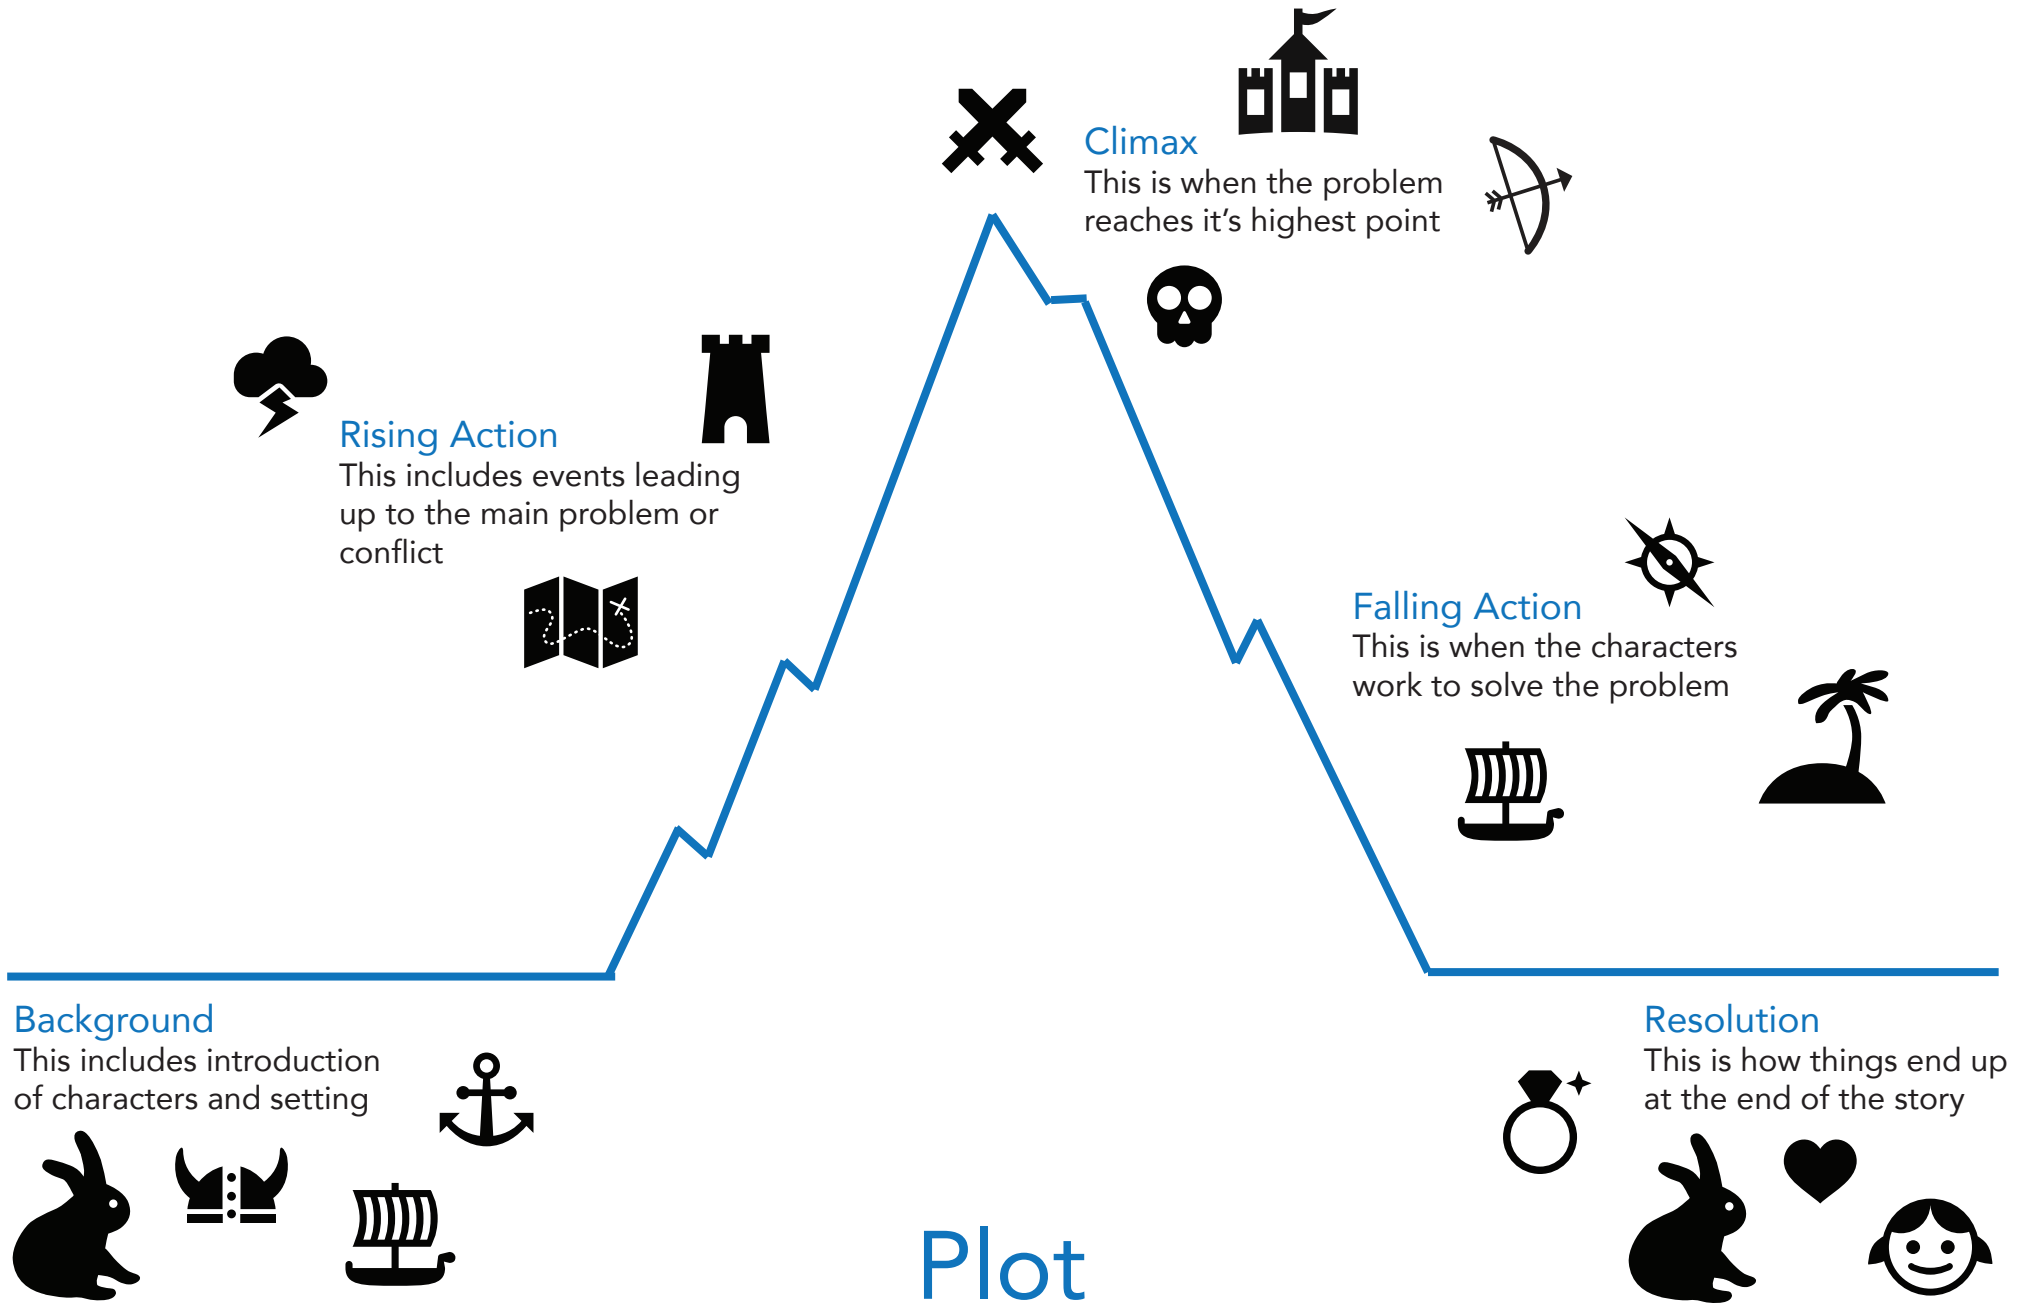 Climax
This is when the problem
reaches it's highest point
Rising Action
This includes events leading
up to the main problem or
conflict
Falling Action
This is when the characters
work to solve the problem
Background
This includes introduction
of characters and setting
Resolution
This is how things end up
at the end of the story
Plot